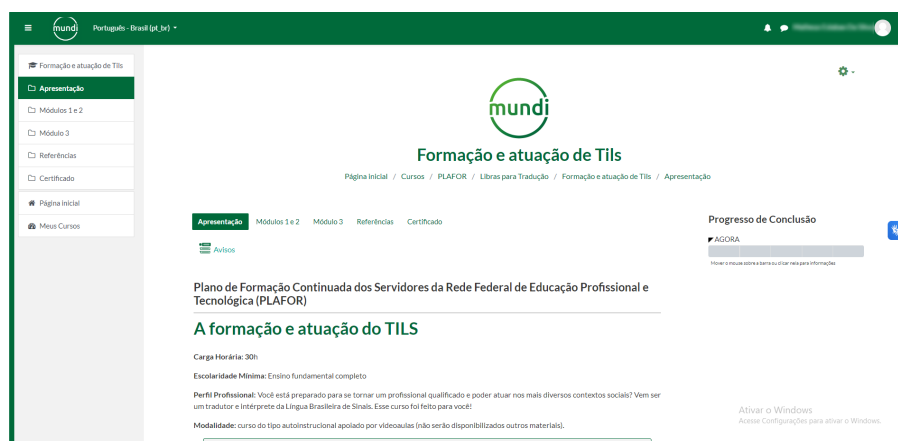 mundi
Português - Brasil (pt_br)
Formação e atuação de Tils
Apresentação
Módulos 1 e 2
Módulo 3
Referências
Certificado
Página inicial
Meus Cursos
mundi
Formação e atuação de Tils
Página inicial / Cursos / PLAFOR / Libras para Tradução / Formação e atuação de Tils / Apresentação
Apresentação Módulos 1 e 2 Módulo 3 Referências Certificado
Avisos
Plano de Formação Continuada dos Servidores da Rede Federal de Educação Profissional e
Tecnológica (PLAFOR)
A formação e atuação do TILS
Carga Horária: 30h
Escolaridade Mínima: Ensino fundamental completo
Perfil Profissional: Você está preparado para se tornar um profissional qualificado e poder atuar nos mais diversos contextos sociais? Vem ser
um tradutor e intérprete da Língua Brasileira de Sinais. Esse curso foi feito para você!
Modalidade: curso do tipo autoinstrucional apoiado por videoaulas (não serão disponibilizados outros materiais).
Progresso de Conclusão
AGORA
Mover o mouse sobre a barra ou clicar nela para informações
Ativar o Windows
Acesse Configurações para ativar o Windows.